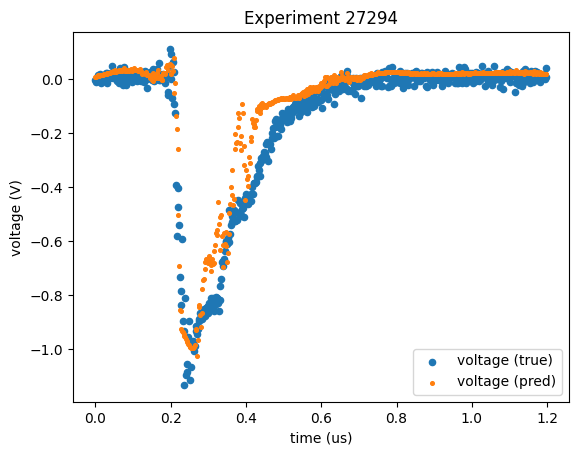 Experiment 27294
voltage (V)
0.0
−0.2
−0.4
−0.6
−0.8
−1.0
voltage (true)
voltage (pred)
0.0 0.2 0.4 0.6 0.8 1.0 1.2
time (us)